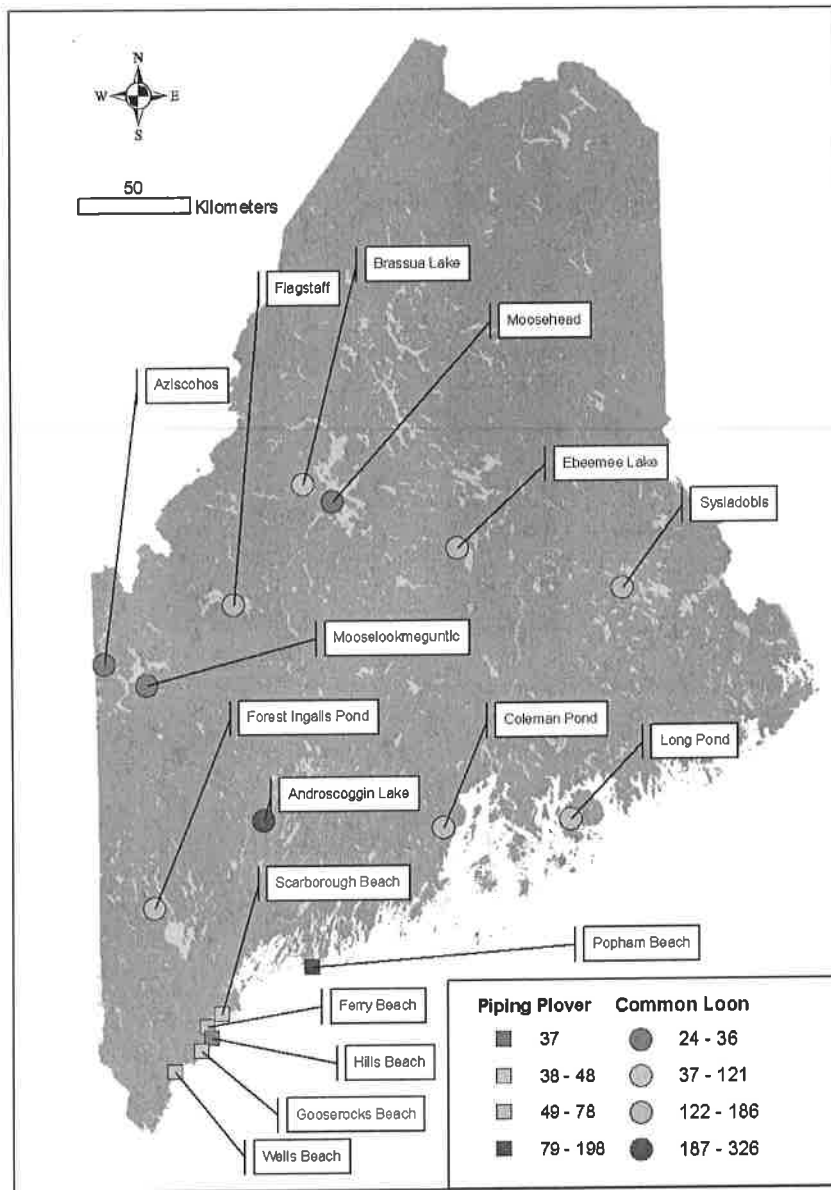 N
W E
S
50
Kilometers
Brassua Lake
Flagstaff
Moosehead
Aziscohos
Ebeemee Lake
Sysladobis
Mooselookmeguntic
Forest Ingalls Pond
Coleman Pond
Long Pond
Androscoggin Lake
Scarborough Beach
Popham Beach
Ferry Beach
Hills Beach
Gooserocks Beach
Wells Beach
Piping Plover Common Loon
37 24 - 36
38 - 48 37 - 121
49 - 78 122 - 186
79 - 198 187 - 326